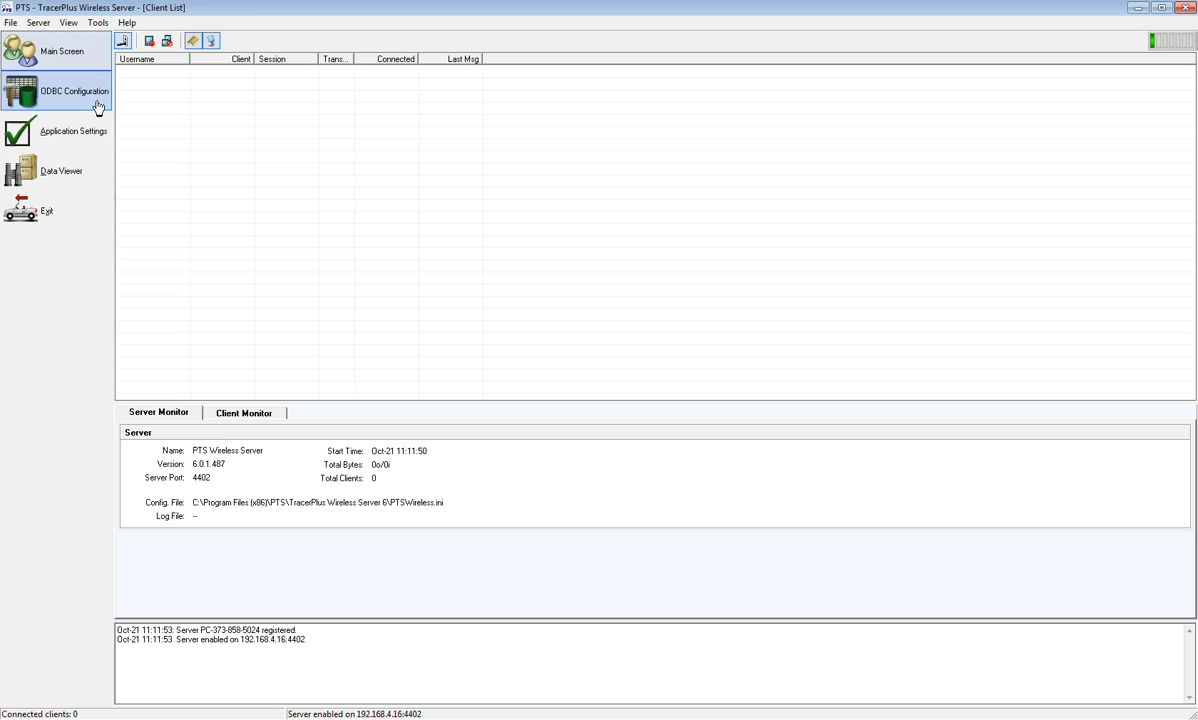 PTS - TracerPlus Wireless Server - [Client List]
File Server View Tools Help
Main Screen
ODBC Configuration
Application Settings
Data Viewer
Exit
Username Client Session Trans... Connected Last Msg
Server Monitor Client Monitor
Server
Name: PTS Wireless Server Start Time: Oct-21 11:11:50
Version: 6.0.1.487 Total Bytes: 0o/0i
Server Port: 4402 Total Clients: 0
Config. File: C:\Program Files (x86)\PTS\TracerPlus Wireless Server 6\PTSWireless.ini
Log File: --
Oct-21 11:11:53: Server PC-373-858-5024 registered.
Oct-21 11:11:53 Server enabled on 192.168.4.16:4402
Connected clients: 0 Server enabled on 192.168.4.16:4402